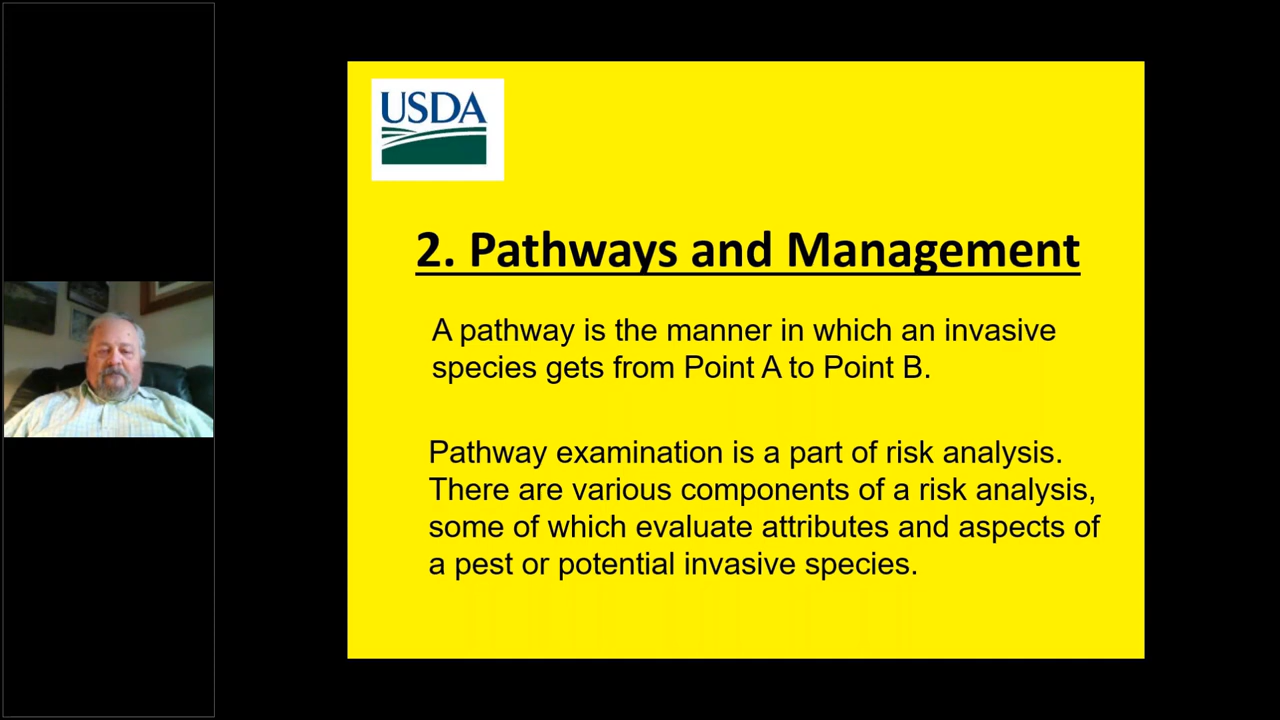 USDA
2. Pathways and Management
A pathway is the manner in which an invasive
species gets from Point A to Point B.
Pathway examination is a part of risk analysis.
There are various components of a risk analysis,
some of which evaluate attributes and aspects of
a pest or potential invasive species.